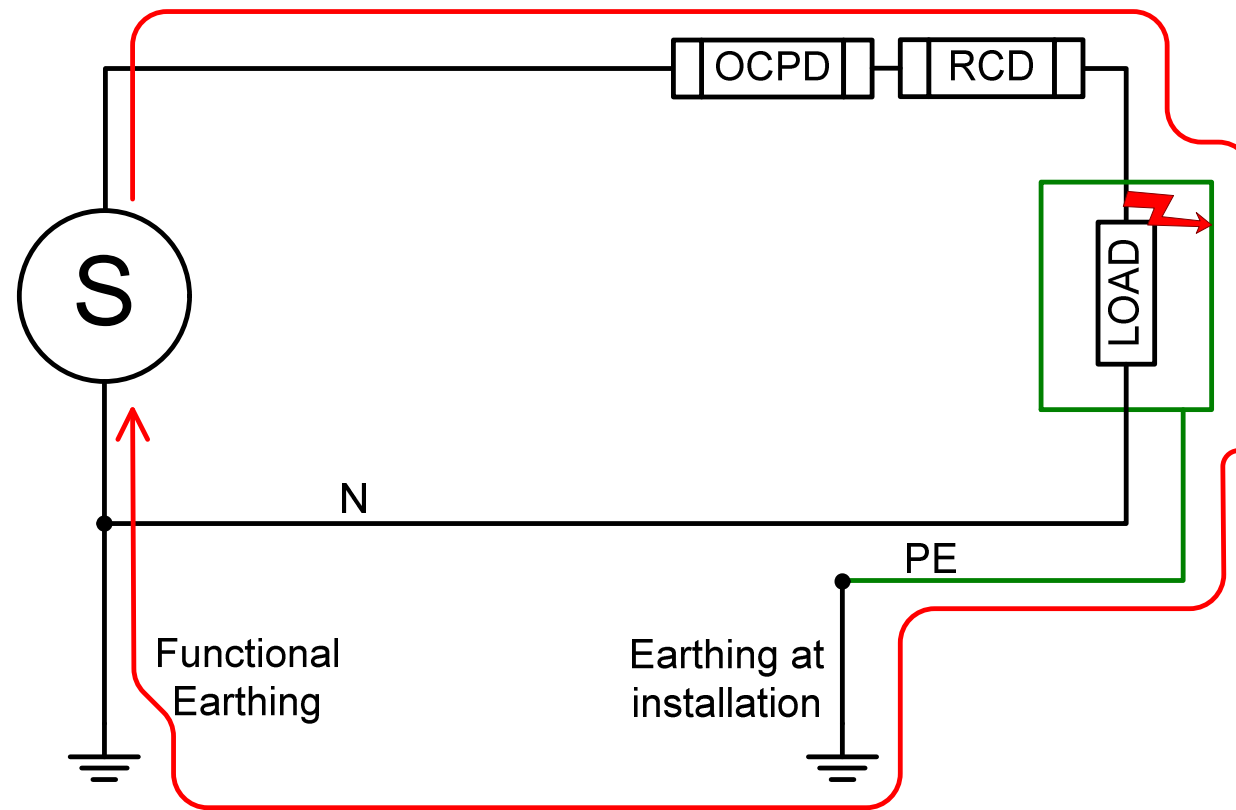 OCPD
RCD
S
LOAD
N
PE
Functional
Earthing
Earthing at
installation